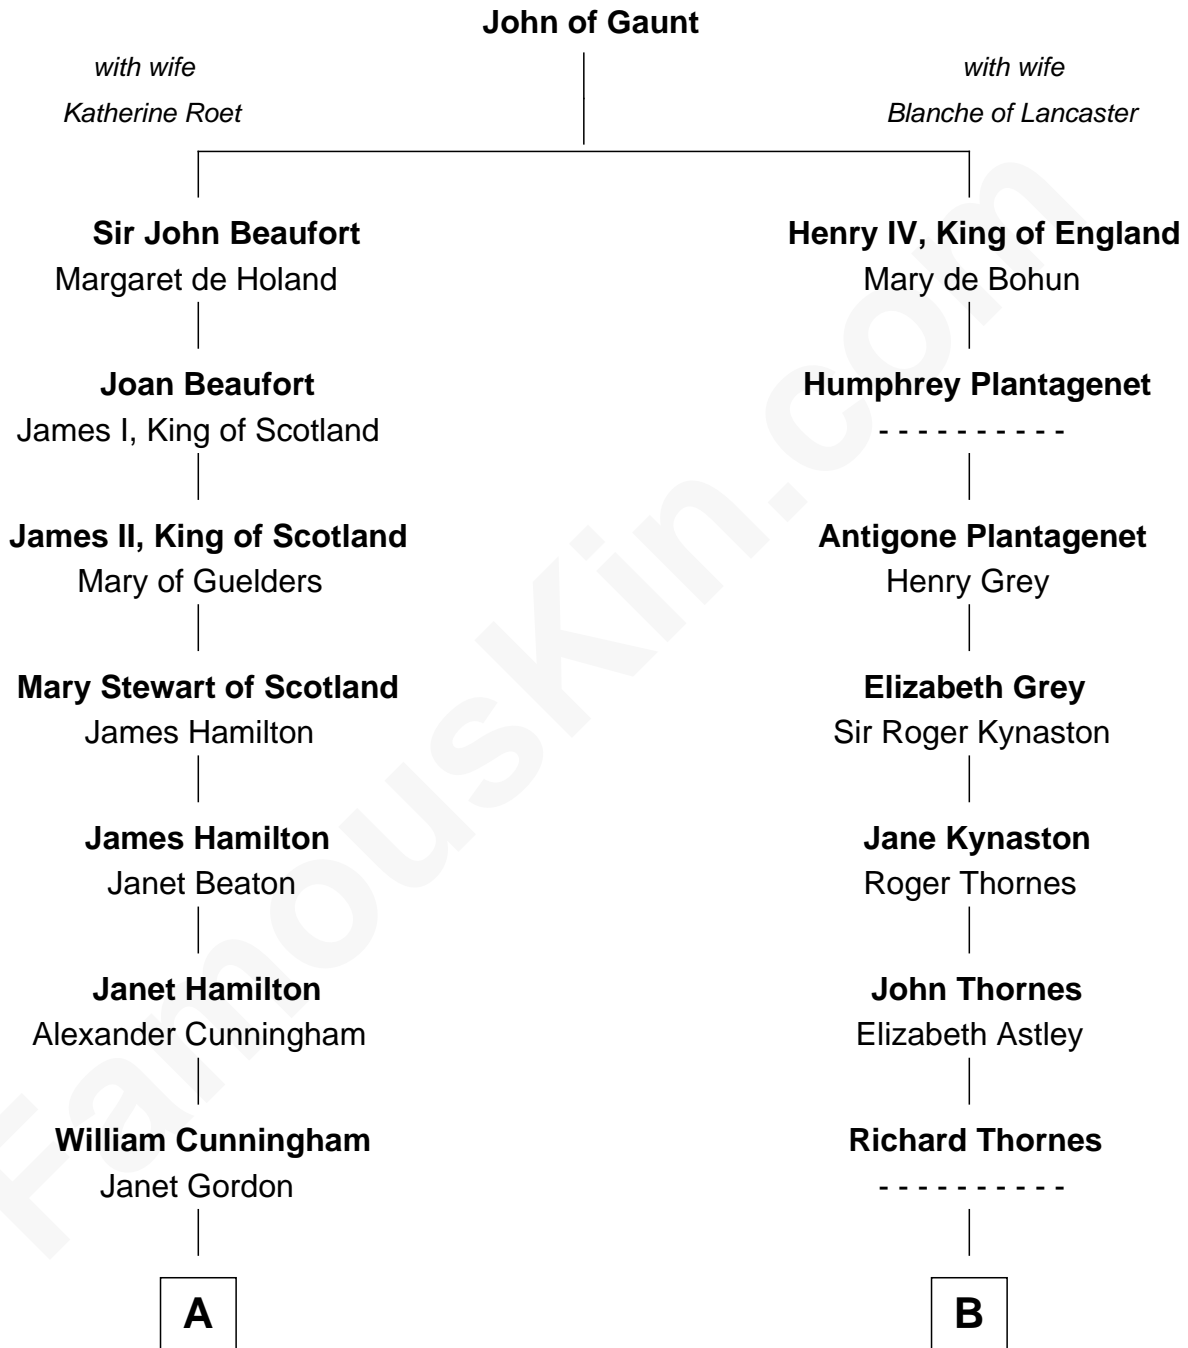 John of Gaunt
with wife
Katherine Roet
with wife
Blanche of Lancaster
Sir John Beaufort
Margaret de Holand
Henry IV, King of England
Mary de Bohun
Joan Beaufort
James I, King of Scotland
Humphrey Plantagenet
- - - - - - - - - -
James II, King of Scotland
Mary of Guelders
Antigone Plantagenet
Henry Grey
Mary Stewart of Scotland
James Hamilton
Elizabeth Grey
Sir Roger Kynaston
James Hamilton
Janet Beaton
Jane Kynaston
Roger Thornes
Janet Hamilton
Alexander Cunningham
John Thornes
Elizabeth Astley
William Cunningham
Janet Gordon
Richard Thornes
- - - - - - - - - -
A
B
FamousKin.com